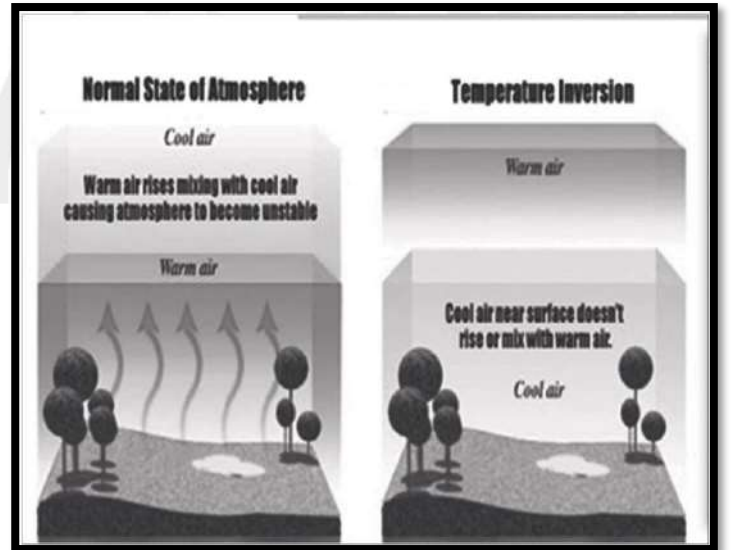 Normal State of Atmosphere
Cool air
Warm air rises mixing with cool air
causing atmosphere to become unstable
Warm air
Temperature Inversion
Warm air
Cool air near surface doesn't
rise or mix with warm air.
Cool air